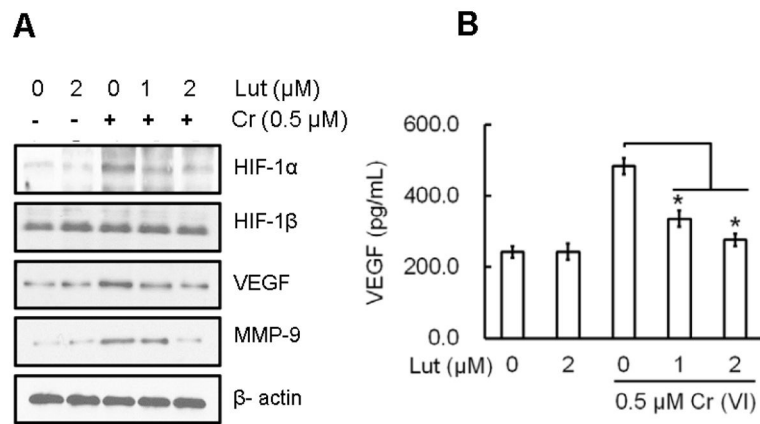 A
0 2 0 1 2 Lut (μM)
- - + + + Cr (0.5 μM)
HIF-1α
HIF-1β
VEGF
MMP-9
β- actin
B
VEGF (pg/mL)
600.0
400.0
200.0
0.0
* *
Lut (μM) 0 2 0 1 2
0.5 μM Cr (VI)